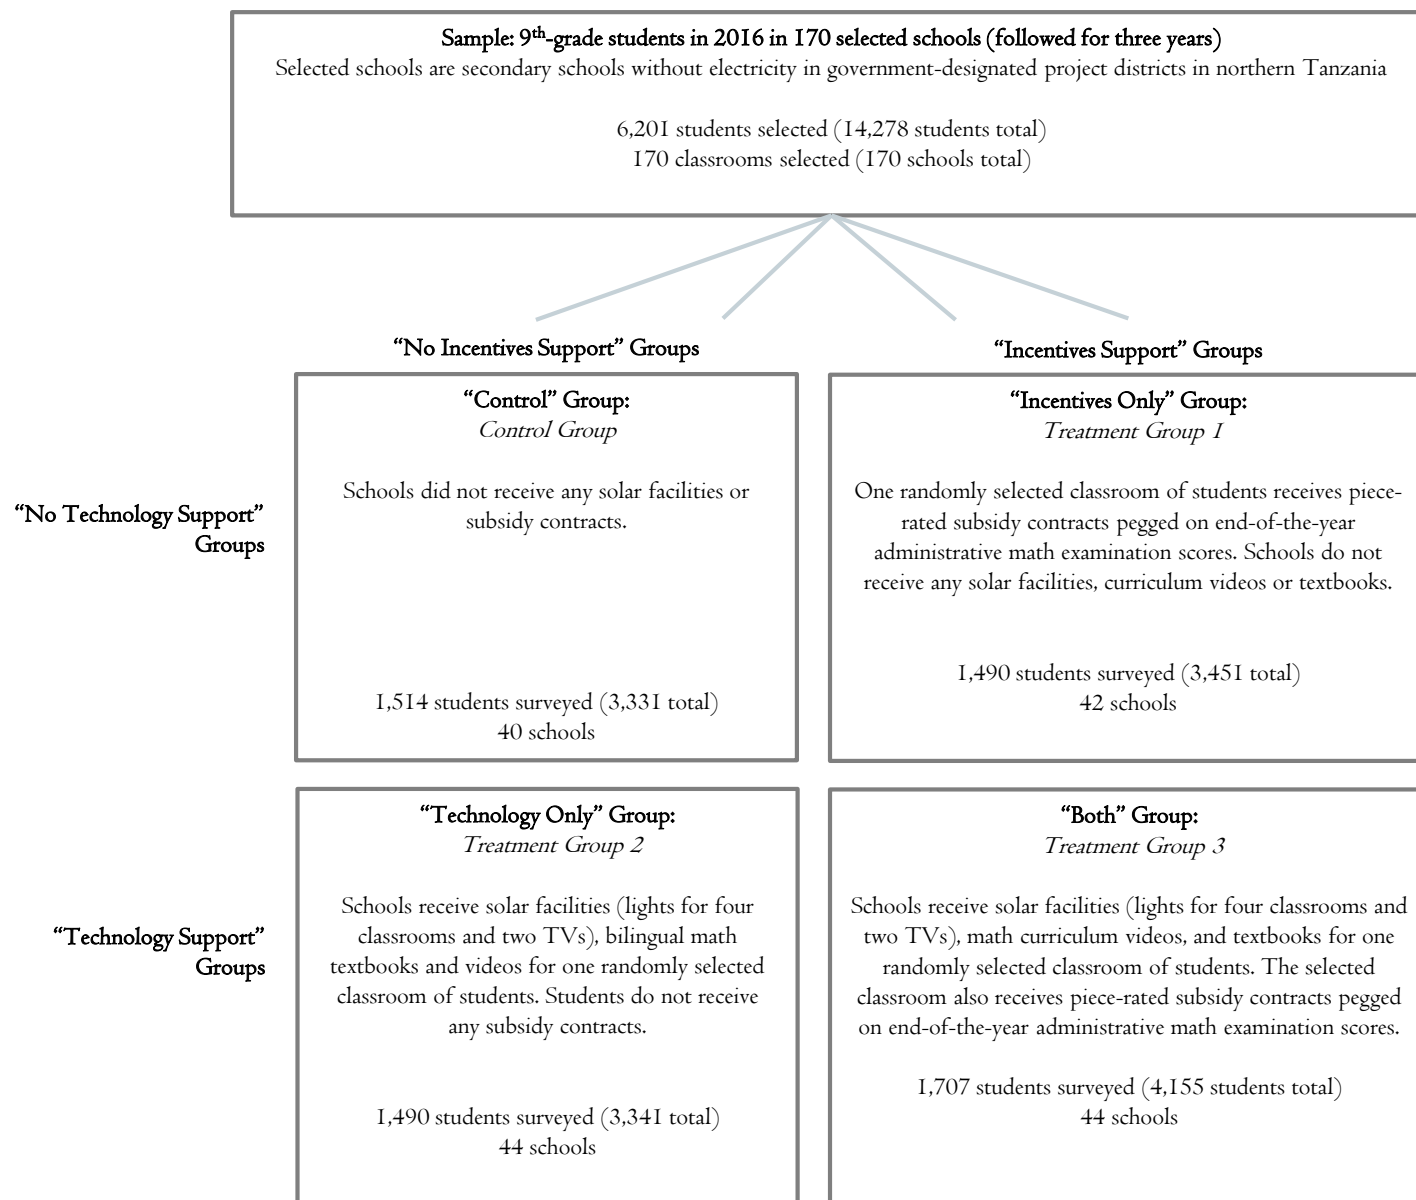 Sample: 9th-grade students in 2016 in 170 selected schools (followed for three years)
Selected schools are secondary schools without electricity in government-designated project districts in northern Tanzania
6,201 students selected (14,278 students total)
170 classrooms selected (170 schools total)
“No Incentives Support” Groups
“Incentives Support” Groups
“No Technology Support”
Groups
“Control” Group:
Control Group
Schools did not receive any solar facilities or
subsidy contracts.
1,514 students surveyed (3,331 total)
40 schools
“Incentives Only” Group:
Treatment Group 1
One randomly selected classroom of students receives piece-
rated subsidy contracts pegged on end-of-the-year
administrative math examination scores. Schools do not
receive any solar facilities, curriculum videos or textbooks.
1,490 students surveyed (3,451 total)
42 schools
“Technology Support”
Groups
“Technology Only” Group:
Treatment Group 2
Schools receive solar facilities (lights for four
classrooms and two TVs), bilingual math
textbooks and videos for one randomly selected
classroom of students. Students do not receive
any subsidy contracts.
1,490 students surveyed (3,341 total)
44 schools
“Both” Group:
Treatment Group 3
Schools receive solar facilities (lights for four classrooms and
two TVs), math curriculum videos, and textbooks for one
randomly selected classroom of students. The selected
classroom also receives piece-rated subsidy contracts pegged
on end-of-the-year administrative math examination scores.
1,707 students surveyed (4,155 students total)
44 schools